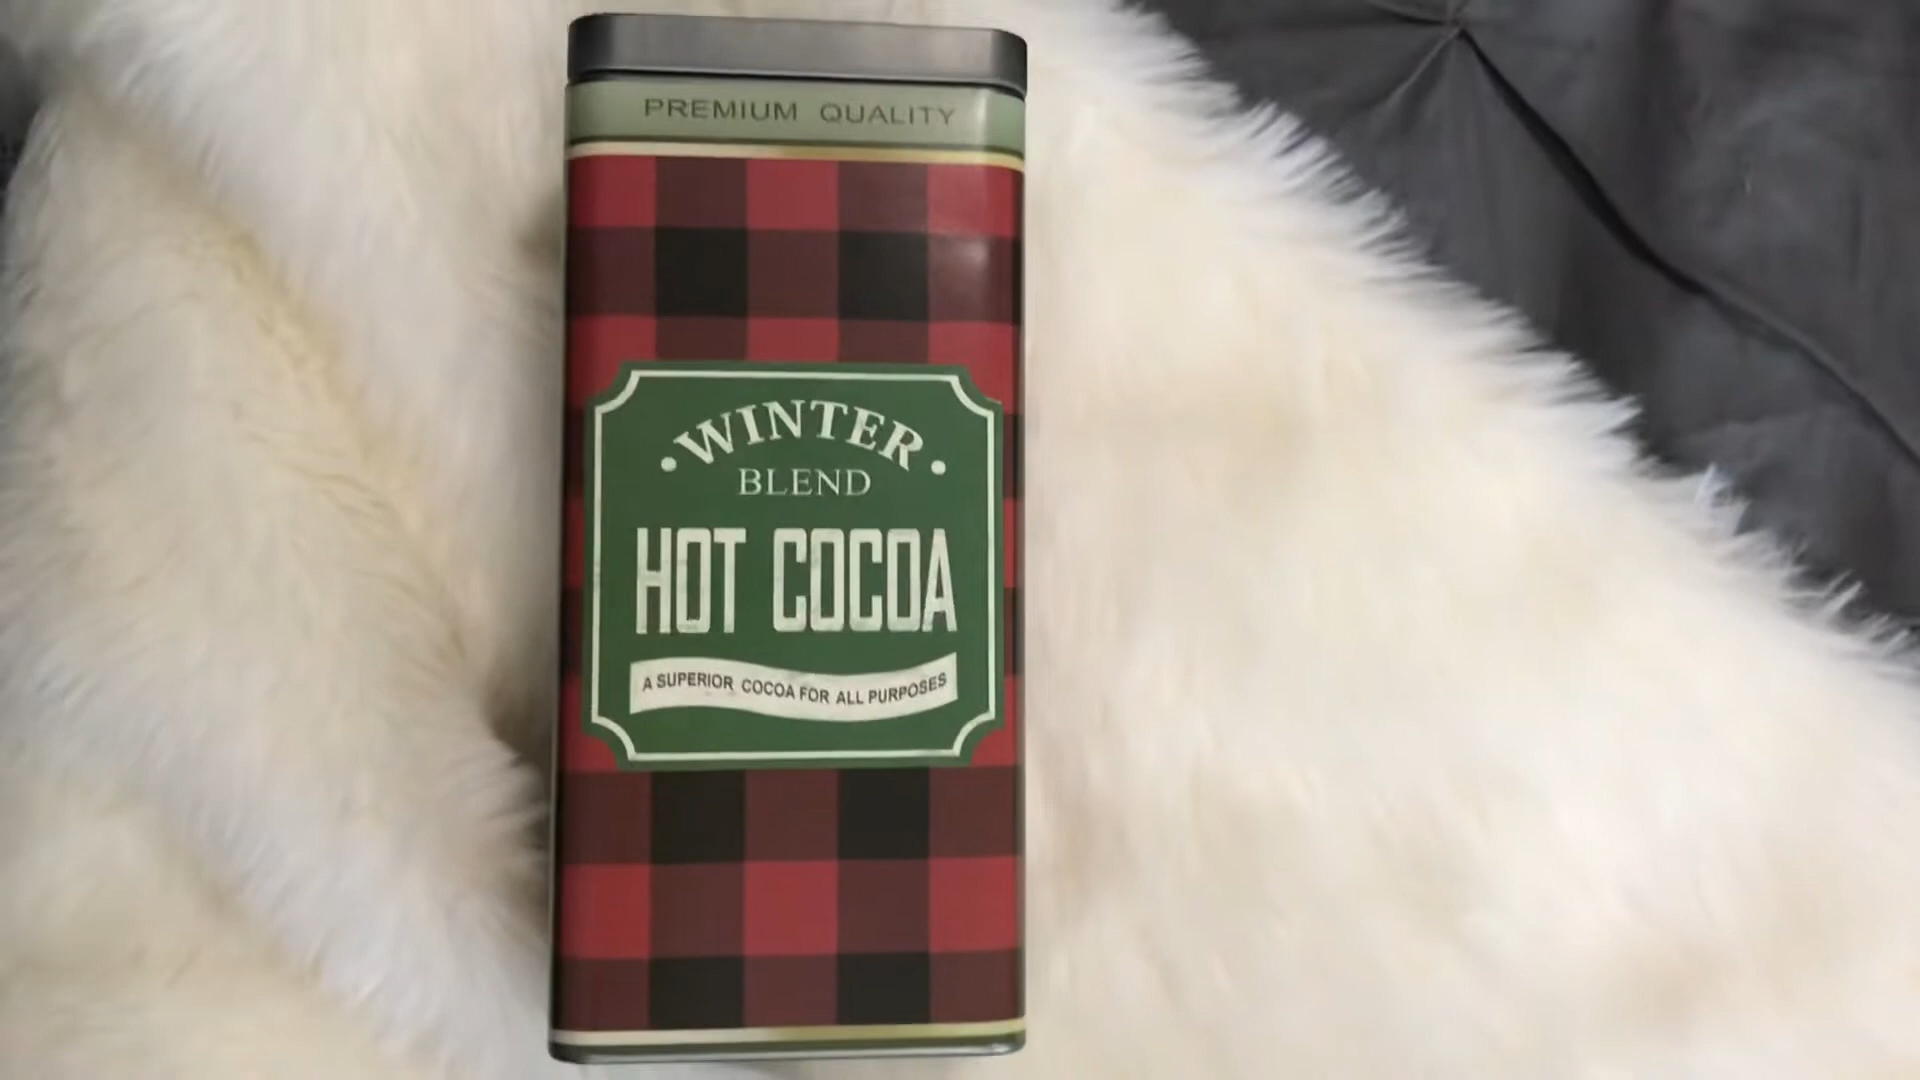 PREMIUM QUALITY
• WINTER •
BLEND
HOT COCOA
A SUPERIOR COCOA FOR ALL PURPOSES